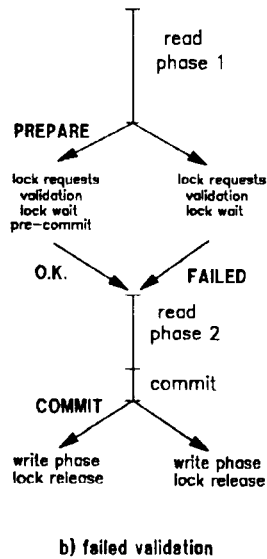 read
phase 1
PREPARE
lock requests
validation
lock wait
pre-commit
lock requests
validation
lock wait
O.K.
FAILED
read
phase 2
commit
COMMIT
write phase
lock release
write phase
lock release
b) failed validation